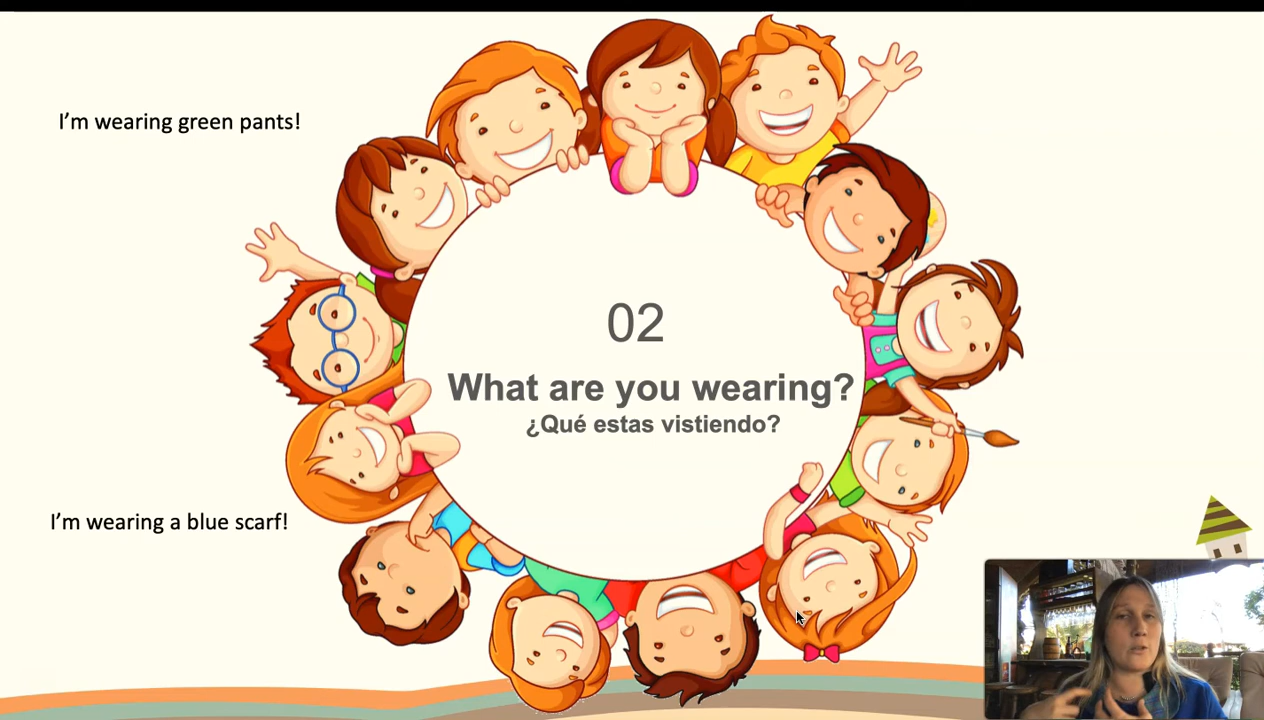 I'm wearing green pants!
02
What are you wearing?
¿Qué estas vistiendo?
I'm wearing a blue scarf!